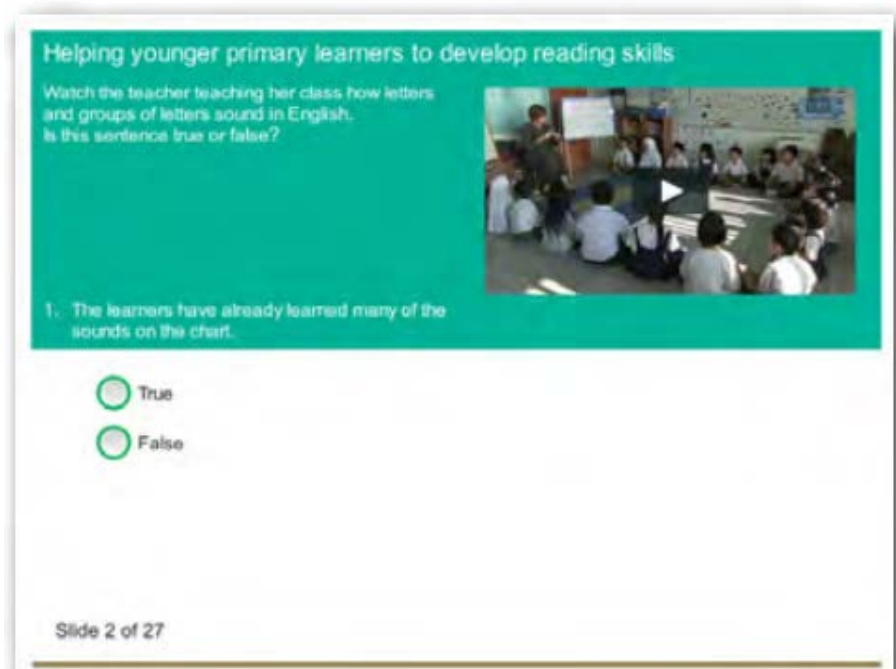 Helping younger primary learners to develop reading skills
Watch the teacher teaching her class how letters
and groups of letters sound in English.
Is this sentence true or false?
1. The learners have already learned many of the
sounds on the chart.
True
False
Slide 2 of 27